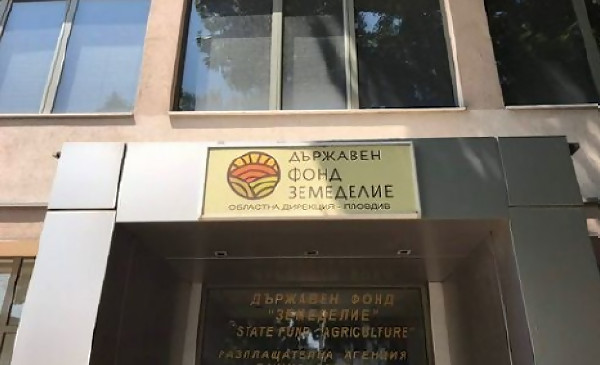 ДЪРЖАВЕН
ФОНД
ЗЕМЕДЕЛИЕ
ОБЛАСТНА ДИРЕКЦИЯ - ПЛОВДИВ
ДЪРЖАВЕН ФОНД
"ЗЕМЕДЕЛИЕ"
"STATE FUND "AGRICULTURE"
РАЗПЛАЩАТЕЛНА АГЕНЦИЯ